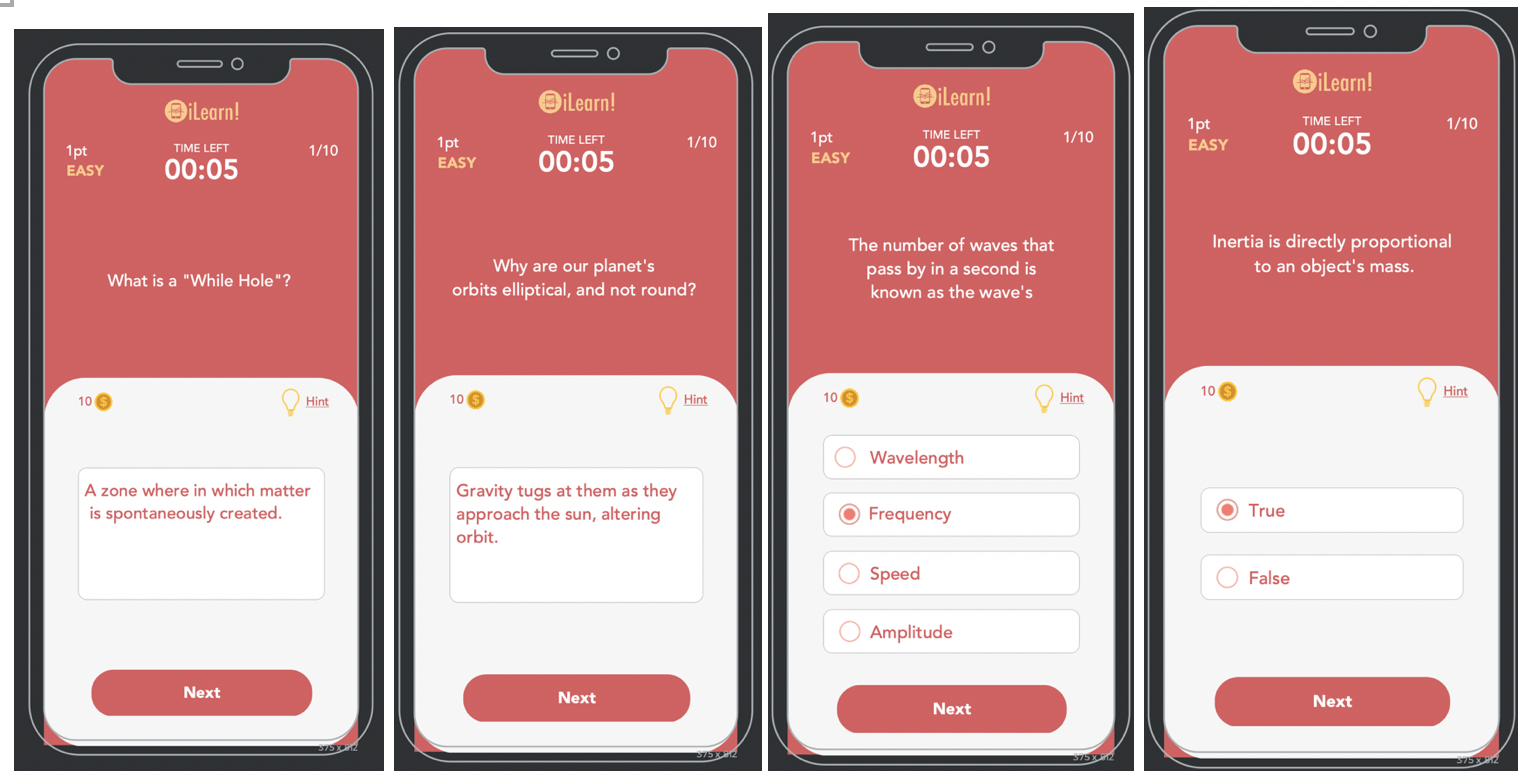 iLearn!
1pt
TIME LEFT
1/10
EASY
00:05
What is a "While Hole"?
10
Hint
A zone where in which matter
is spontaneously created.
Next
375 x 812
iLearn!
1pt
TIME LEFT
1/10
EASY
00:05
Why are our planet's
orbits elliptical, and not round?
10
Hint
Gravity tugs at them as they
approach the sun, altering
orbit.
Next
375 x 812
iLearn!
1pt
TIME LEFT
1/10
EASY
00:05
The number of waves that
pass by in a second is
known as the wave's
10
Hint
Wavelength
Frequency
Speed
Amplitude
Next
375 x 812
iLearn!
1pt
TIME LEFT
1/10
EASY
00:05
Inertia is directly proportional
to an object's mass.
10
Hint
True
False
Next
375 x 812